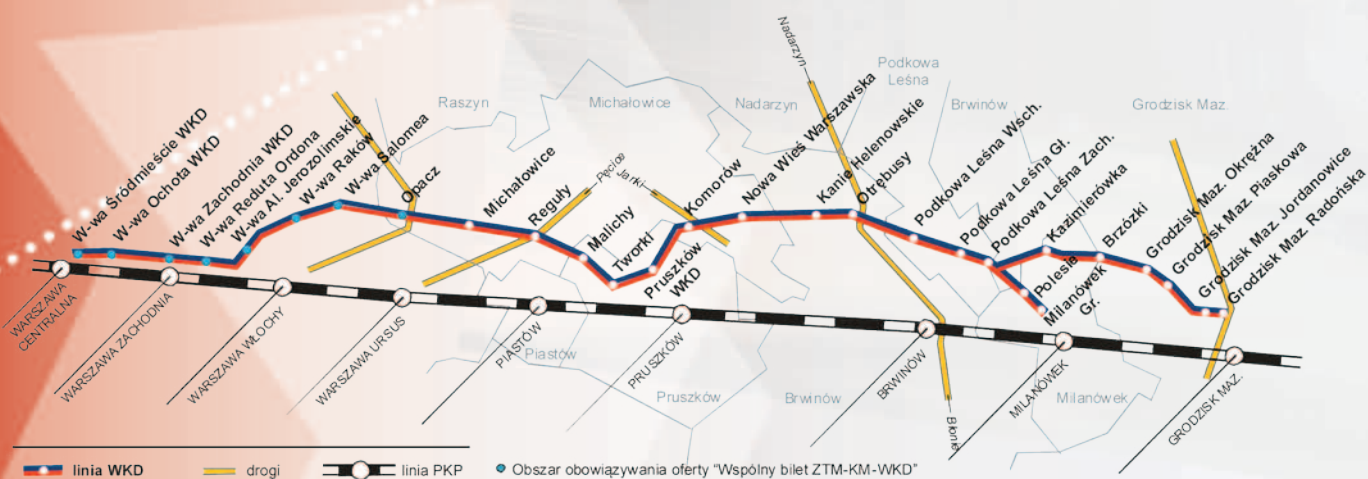 W-wa Śródmieście WKD
W-wa Ochota WKD
W-wa Zachodnia WKD
W-wa Reduta Ordona
W-wa Al. Jerozolimskie
W-wa Raków
W-wa Salomea
Opacz
Michałowice
Reguły
Malichy
Tworki
Pruszków
WKD
Komorów
Nowa Wieś Warszawska
Kanie Helenowskie
Otrębusy
Podkowa Leśna Wsch.
Podkowa Leśna Gł.
Podkowa Leśna Zach.
Kazimierówka
Brzózki
Grodzisk Maz. Okrężna
Grodzisk Maz. Piaskowa
Grodzisk Maz. Jordanowice
Grodzisk Maz. Radońska
Polesie
Milanówek
Gr.
Raszyn
Michałowice
Nadarzyn
Podkowa
Leśna
Brwinów
Grodzisk Maz.
Nadarzyn
Pęcice
Jarki
Błonie
Piastów
Pruszków
Brwinów
Milanówek
WARSZAWA
CENTRALNA
WARSZAWA ZACHODNIA
WARSZAWA WŁOCHY
WARSZAWA URSUS
PIASTÓW
PRUSZKÓW
BRWINÓW
MILANÓWEK
GRODZISK MAZ.
linia WKD
drogi
linia PKP
Obszar obowiązywania oferty "Wspólny bilet ZTM-KM-WKD"